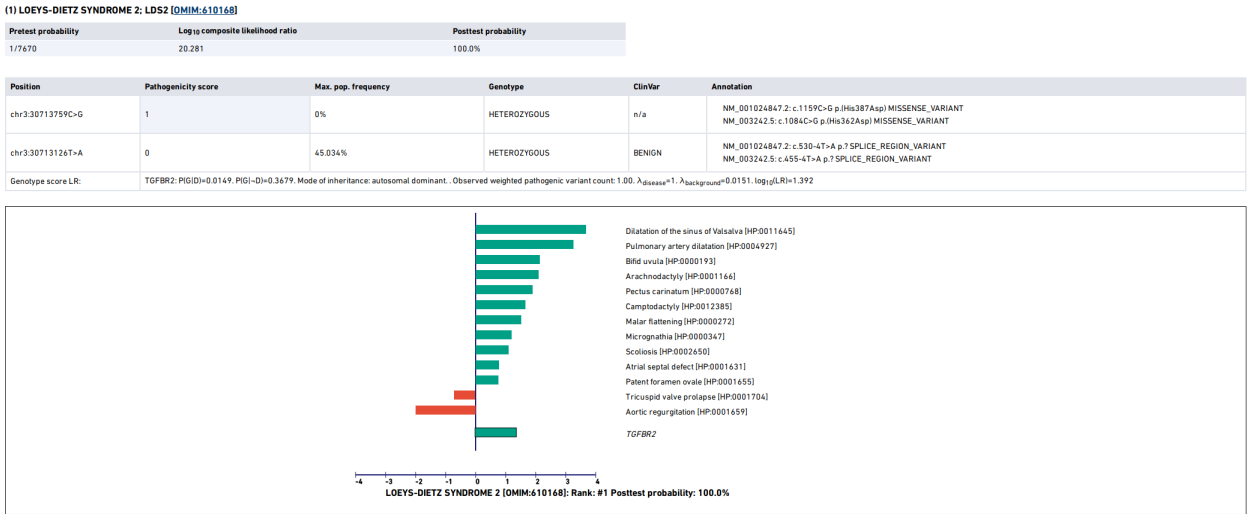 (1) LOEYS-DIETZ SYNDROME 2; LDS2 [OMIM:610168]
Pretest probability Log10 composite likelihood ratio Posttest probability
1/7670 20.281 100.0%
Position Pathogenicity score Max. pop. frequency Genotype ClinVar Annotation
chr3:30713759C>G 1 0% HETEROZYGOUS n/a NM_001024847.2: c.1159C>G p.(His387Asp) MISSENSE_VARIANT
NM_003242.5: c.1084C>G p.(His362Asp) MISSENSE_VARIANT
chr3:30713126T>A 0 45.034% HETEROZYGOUS BENIGN NM_001024847.2: c.530-4T>A p.? SPLICE_REGION_VARIANT
NM_003242.5: c.455-4T>A p.? SPLICE_REGION_VARIANT
Genotype score LR: TGFBR2: P(G|D)=0.0149. P(G|¬D)=0.3679. Mode of inheritance: autosomal dominant. . Observed weighted pathogenic variant count: 1.00. λdisease=1. λbackground=0.0151. log10(LR)=1.392
Dilatation of the sinus of Valsalva [HP:0011645]
Pulmonary artery dilatation [HP:0004927]
Bifid uvula [HP:0000193]
Arachnodactyly [HP:0001166]
Pectus carinatum [HP:0000768]
Camptodactyly [HP:0012385]
Malar flattening [HP:0000272]
Micrognathia [HP:0000347]
Scoliosis [HP:0002650]
Atrial septal defect [HP:0001631]
Patent foramen ovale [HP:0001655]
Tricuspid valve prolapse [HP:0001704]
Aortic regurgitation [HP:0001659]
TGFBR2
-4 -3 -2 -1 0 1 2 3 4
LOEYS-DIETZ SYNDROME 2 [OMIM:610168]: Rank: #1 Posttest probability: 100.0%